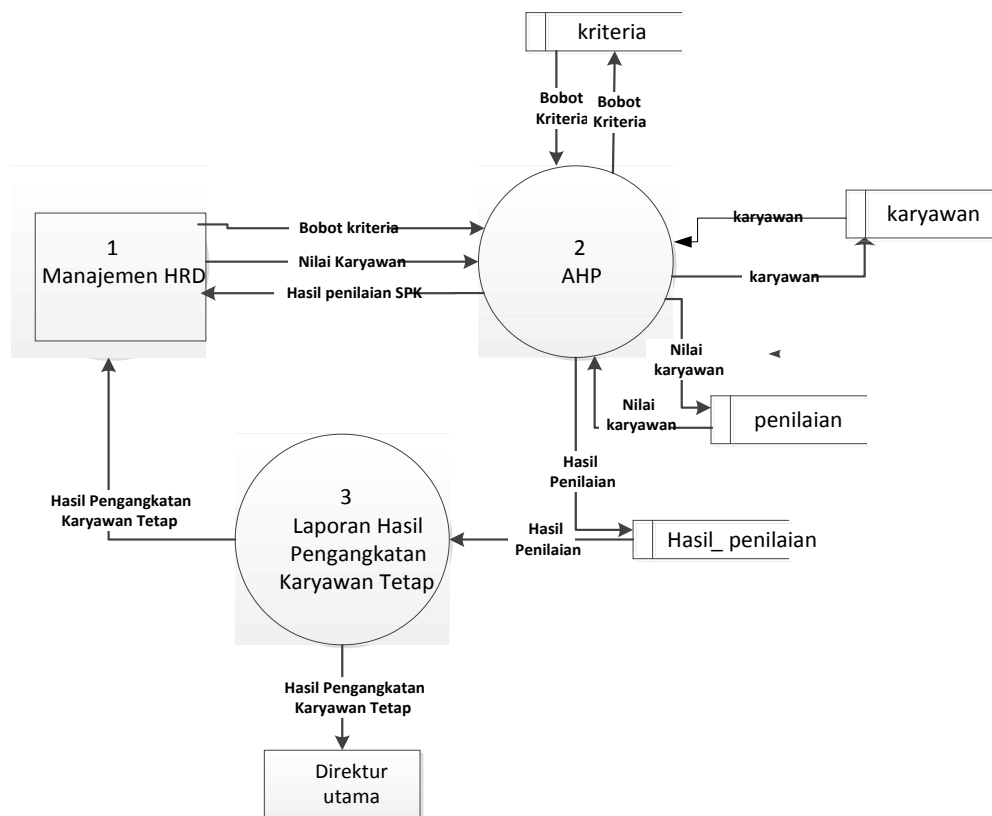 kriteria
Bobot
Kriteria
Bobot
Kriteria
karyawan
karyawan
Bobot kriteria
1
Manajemen HRD
Nilai Karyawan
2
AHP
karyawan
Hasil penilaian SPK
Nilai
karyawan
Nilai
karyawan
penilaian
Hasil
Penilaian
Hasil Pengangkatan
Karyawan Tetap
3
Laporan Hasil
Pengangkatan
Karyawan Tetap
Hasil
Penilaian
Hasil_ penilaian
Hasil Pengangkatan
Karyawan Tetap
Direktur
utama